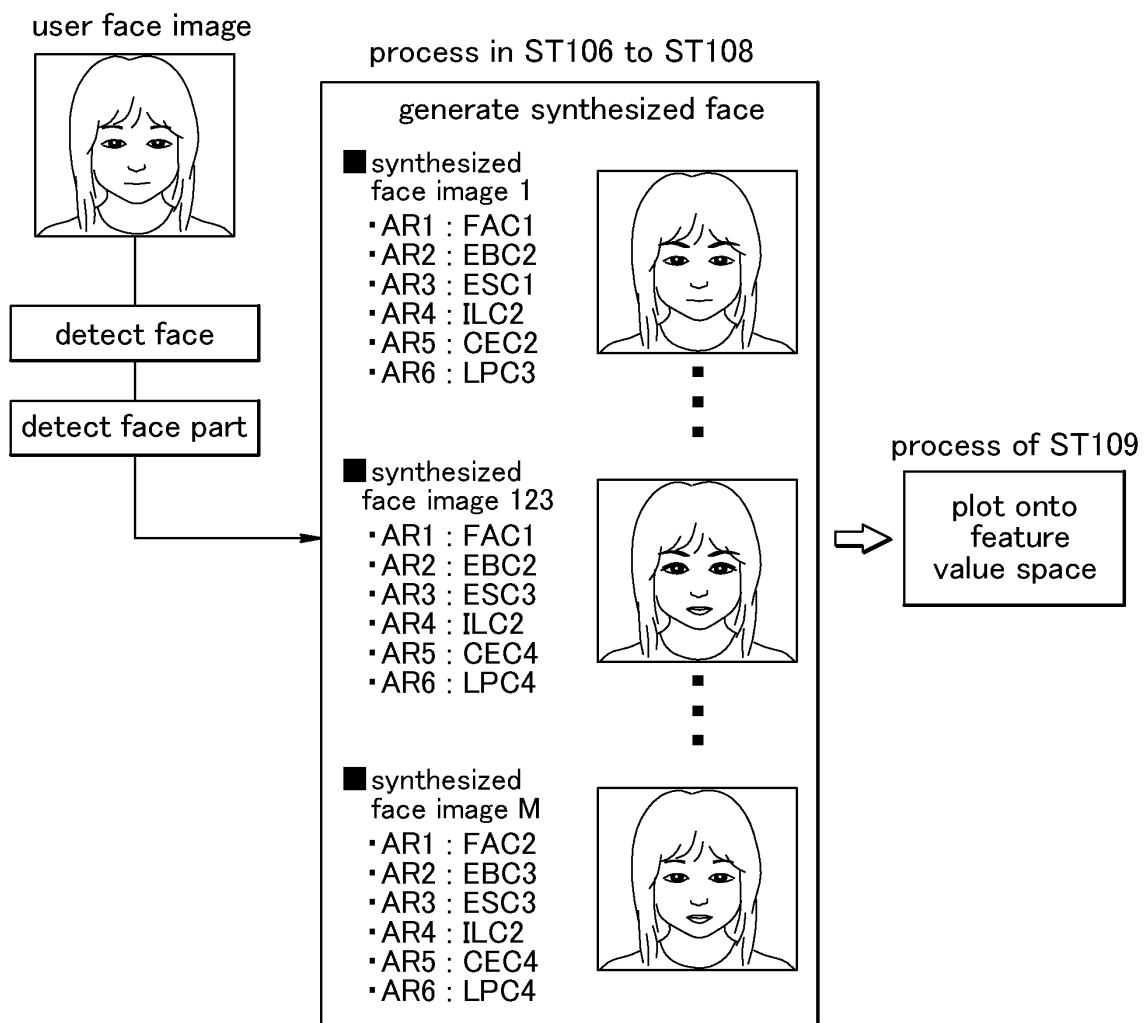 user face image
detect face
detect face part
process in ST106 to ST108
generate synthesized face
■ synthesized
face image 1
・AR1 : FAC1
・AR2 : EBC2
・AR3 : ESC1
・AR4 : ILC2
・AR5 : CEC2
・AR6 : LPC3
■ synthesized
face image 123
・AR1 : FAC1
・AR2 : EBC2
・AR3 : ESC3
・AR4 : ILC2
・AR5 : CEC4
・AR6 : LPC4
■ synthesized
face image M
・AR1 : FAC2
・AR2 : EBC3
・AR3 : ESC3
・AR4 : ILC2
・AR5 : CEC4
・AR6 : LPC4
process of ST109
plot onto
feature
value space